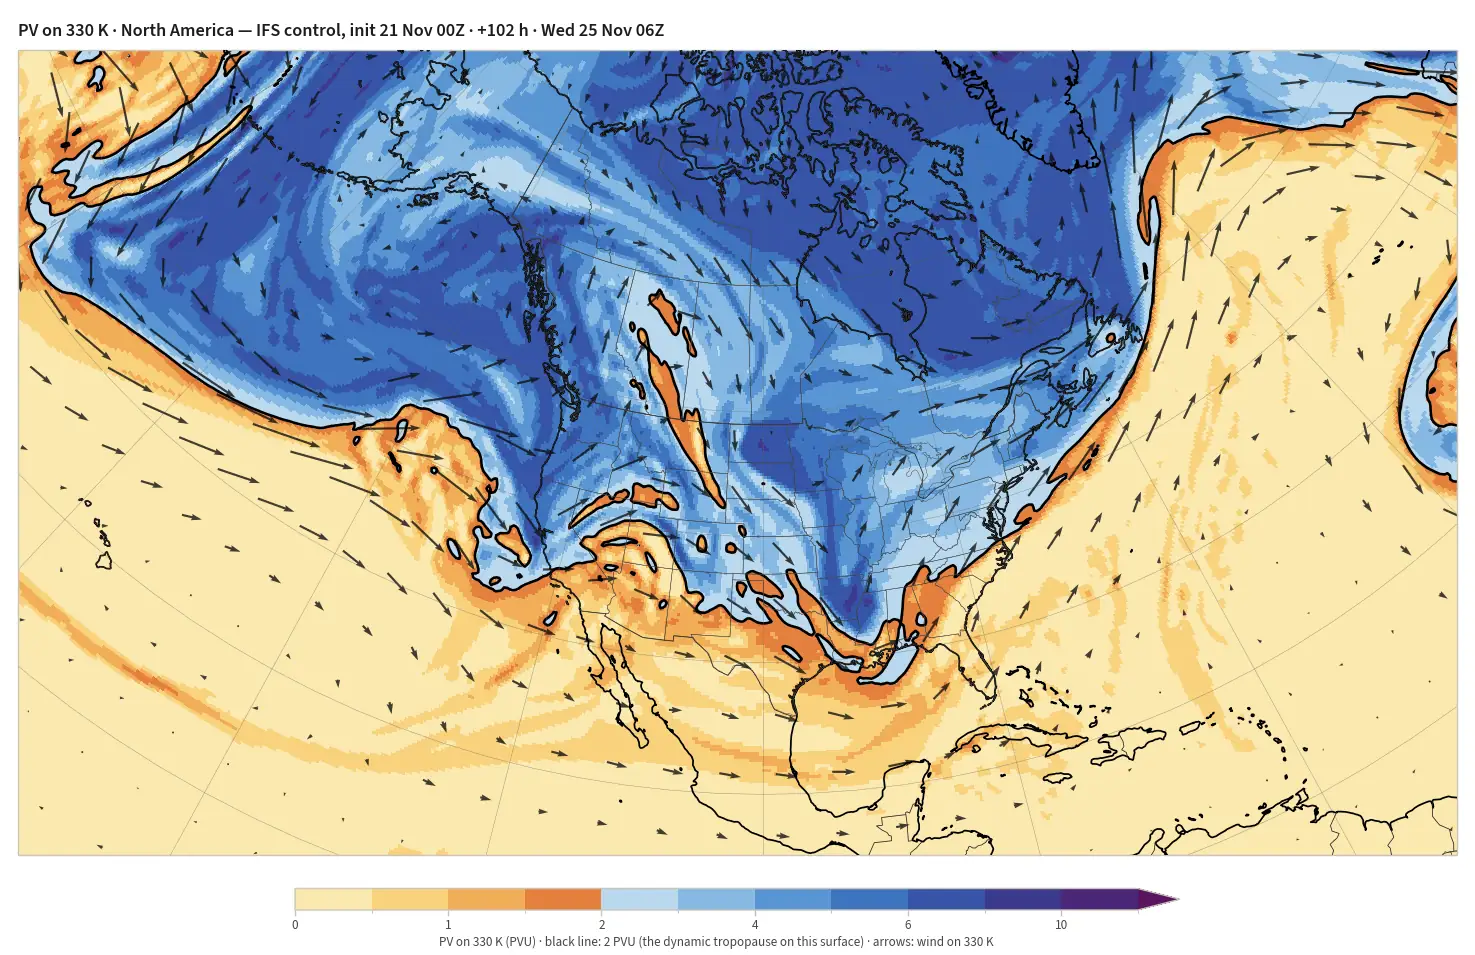 PV on 330 K · North America — IFS control, init 21 Nov 00Z · +102 h · Wed 25 Nov 06Z
0 1 2 4 6 10
PV on 330 K (PVU) · black line: 2 PVU (the dynamic tropopause on this surface) · arrows: wind on 330 K